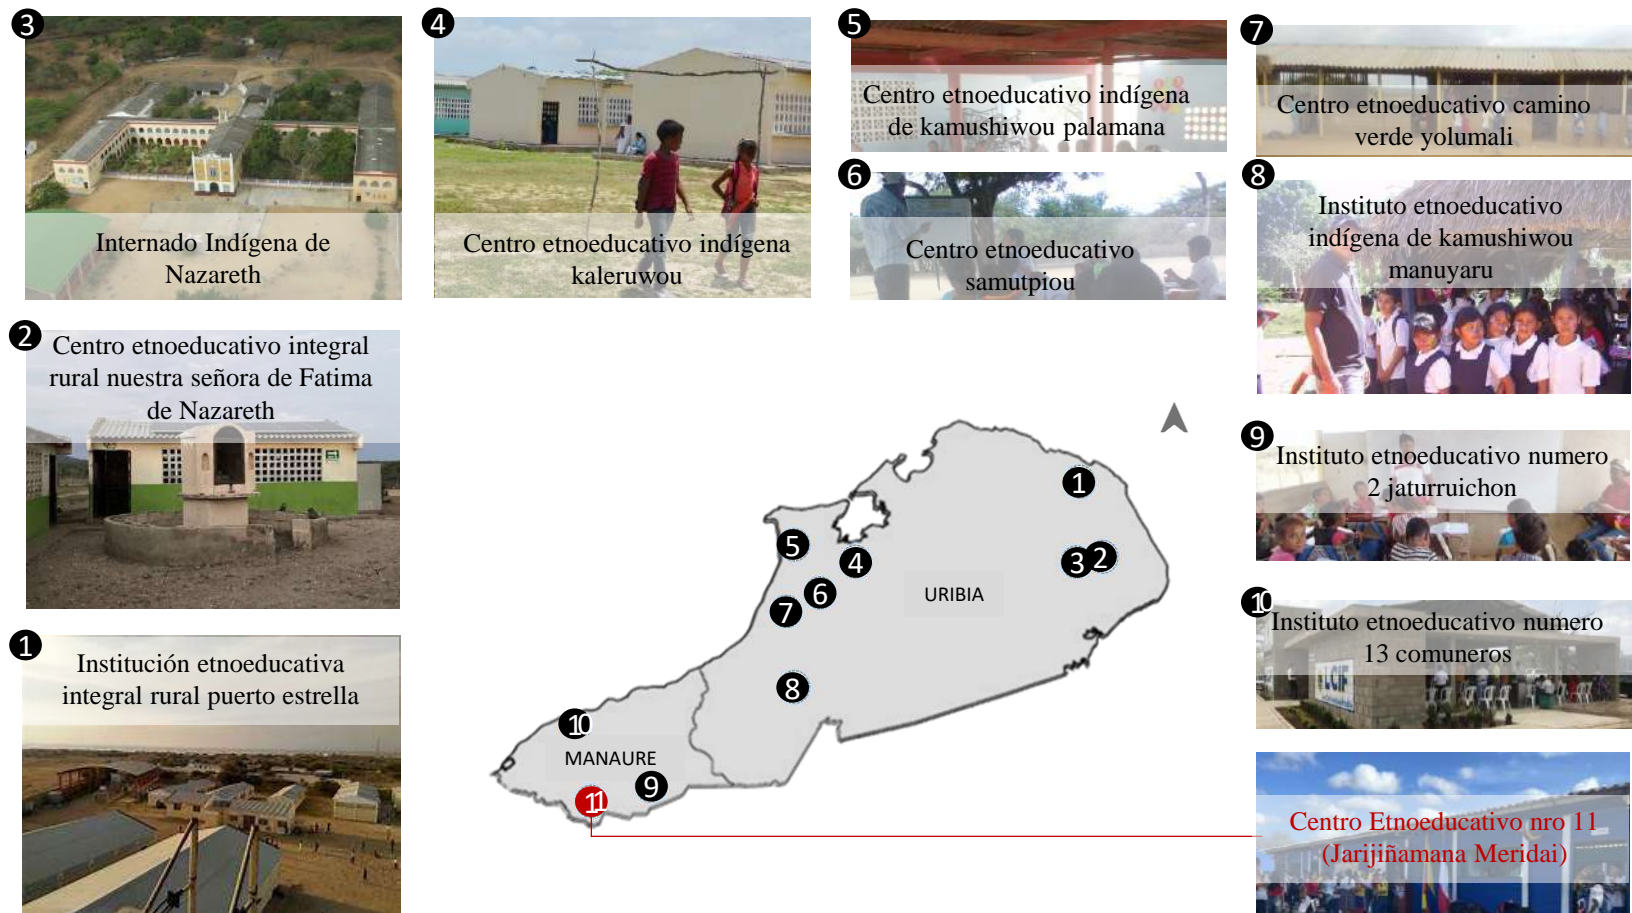 3
Internado Indígena de
Nazareth
4
Centro etnoeducativo indígena
kaleruwou
5
Centro etnoeducativo indígena
de kamushiwou palamana
6
Centro etnoeducativo
samutpiou
7
Centro etnoeducativo camino
verde yolumali
8
Instituto etnoeducativo
indígena de kamushiwou
manuyaru
2
Centro etnoeducativo integral
rural nuestra señora de Fatima
de Nazareth
9
Instituto etnoeducativo numero
2 jaturruichon
1
Institución etnoeducativa
integral rural puerto estrella
10
Instituto etnoeducativo numero
13 comuneros
LCIF
Centro Etnoeducativo nro 11
(Jarijiñamana Meridai)
1
2
3
4
5
6
7
URIBIA
8
10
MANAURE
9
11